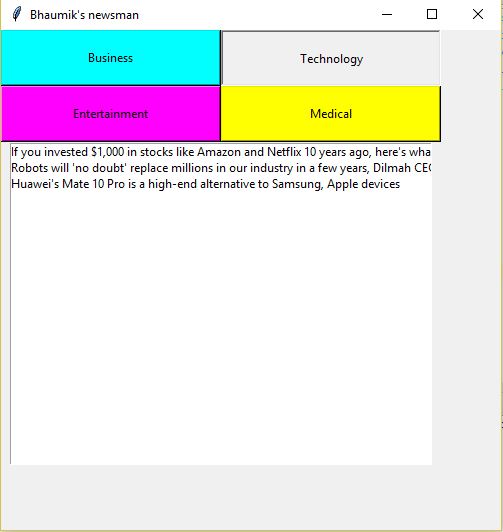 Bhaumik's newsman
Business
Technology
Entertainment
Medical
If you invested $1,000 in stocks like Amazon and Netflix 10 years ago, here's wha
Robots will 'no doubt' replace millions in our industry in a few years, Dilmah CEO
Huawei's Mate 10 Pro is a high-end alternative to Samsung, Apple devices